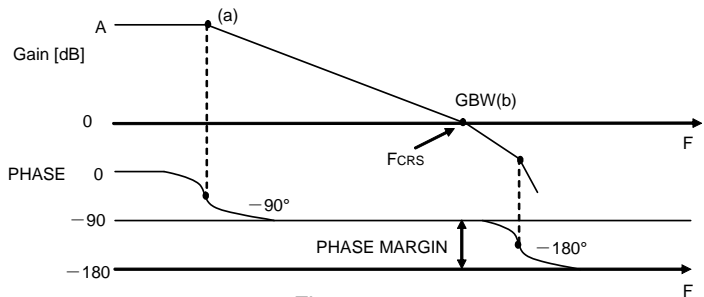 A
(a)
Gain [dB]
GBW(b)
0
F
FCRS
PHASE
0
－90°
－90
PHASE MARGIN
－180°
－180
F